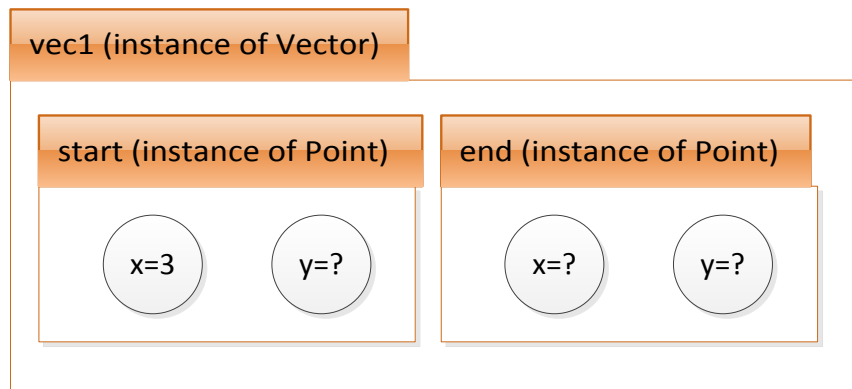 vec1 (instance of Vector)
start (instance of Point)
end (instance of Point)
x=3
y=?
x=?
y=?